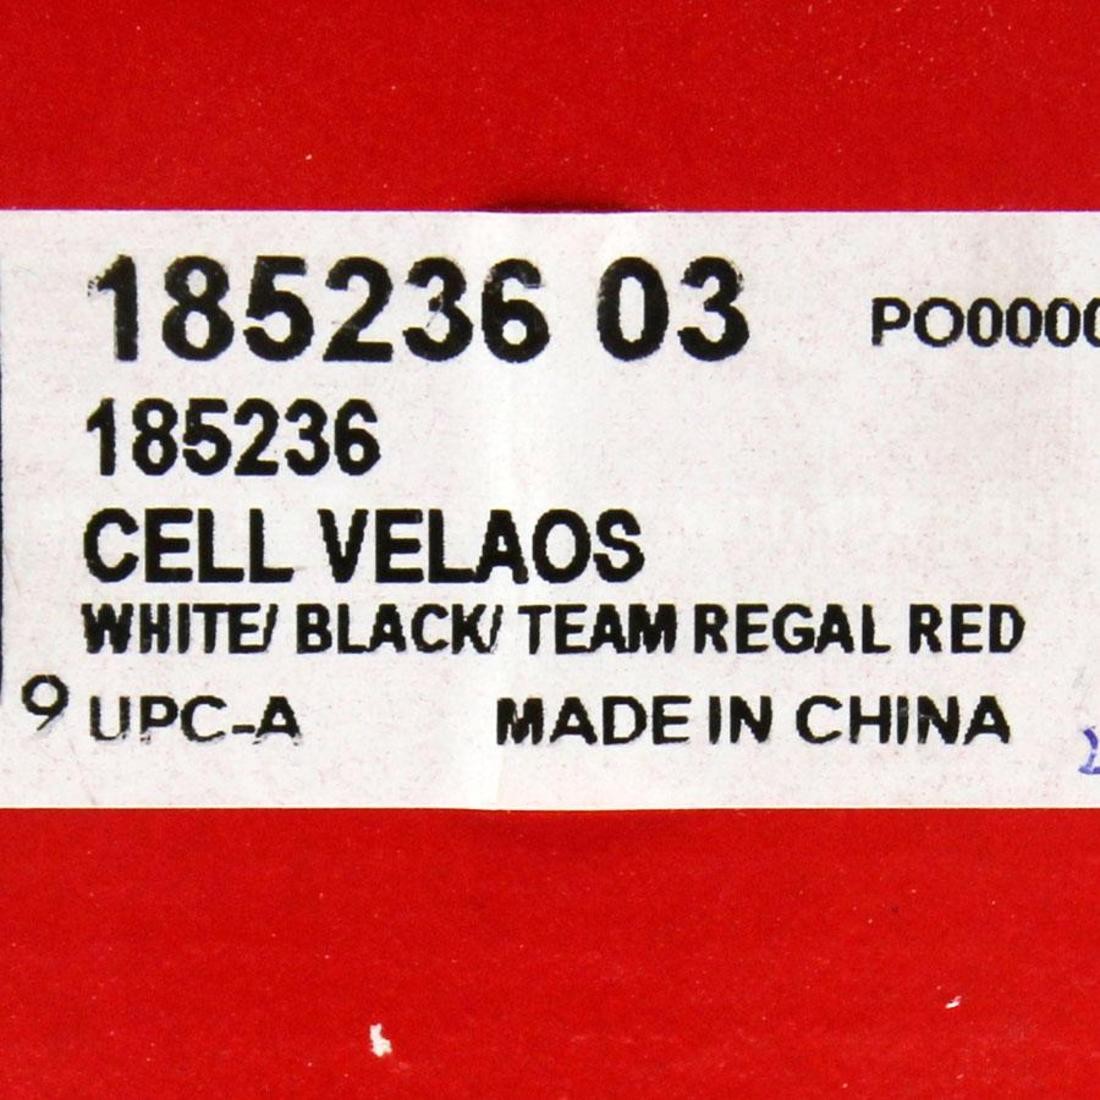 185236 03 PO0000
185236
CELL VELAOS
WHITE/ BLACK/ TEAM REGAL RED
9 UPC-A MADE IN CHINA